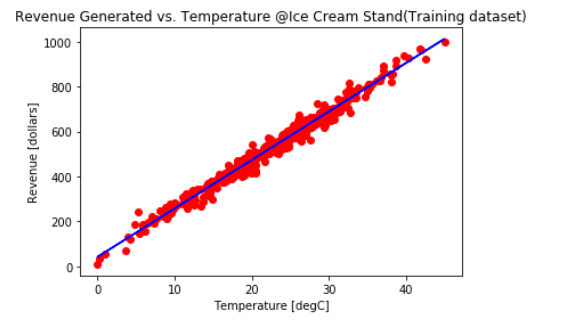 Revenue Generated vs. Temperature @Ice Cream Stand(Training dataset)
1000
800
600
400
200
0
Revenue [dollars]
0 10 20 30 40
Temperature [degC]